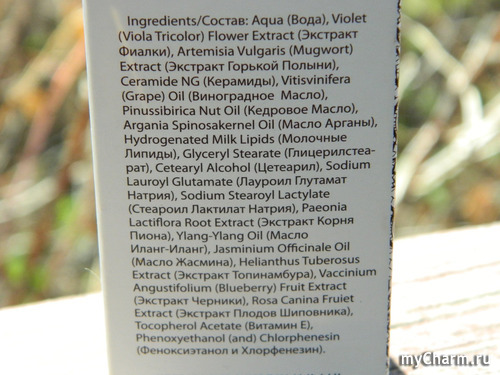 Ingredients/Состав: Aqua (Вода), Violet
(Viola Tricolor) Flower Extract (Экстракт
Фиалки), Artemisia Vulgaris (Mugwort)
Extract (Экстракт Горькой Полыни),
Ceramide NG (Керамиды), Vitisvinifera
(Grape) Oil (Виноградное Масло),
Pinussibirica Nut Oil (Кедровое Масло),
Argania Spinosakernel Oil (Масло Арганы),
Hydrogenated Milk Lipids (Молочные
Липиды), Glyceryl Stearate (Глицерилстеа-
рат), Cetearyl Alcohol (Цетеарил), Sodium
Lauroyl Glutamate (Лауроил Глутамат
Натрия), Sodium Stearoyl Lactylate
(Стеароил Лактилат Натрия), Paeonia
Lactiflora Root Extract (Экстракт Корня
Пиона), Ylang-Ylang Oil (Масло
Иланг-Иланг), Jasminium Officinale Oil
(Масло Жасмина), Helianthus Tuberosus
Extract (Экстракт Топинамбура), Vaccinium
Angustifolium (Blueberry) Fruit Extract
(Экстракт Черники), Rosa Canina Fruiet
Extract (Экстракт Плодов Шиповника),
Tocopherol Acetate (Витамин Е),
Phenoxyethanol (and) Chlorphenesin
(Феноксиэтанол и Хлорфенезин).
myCharm.ru